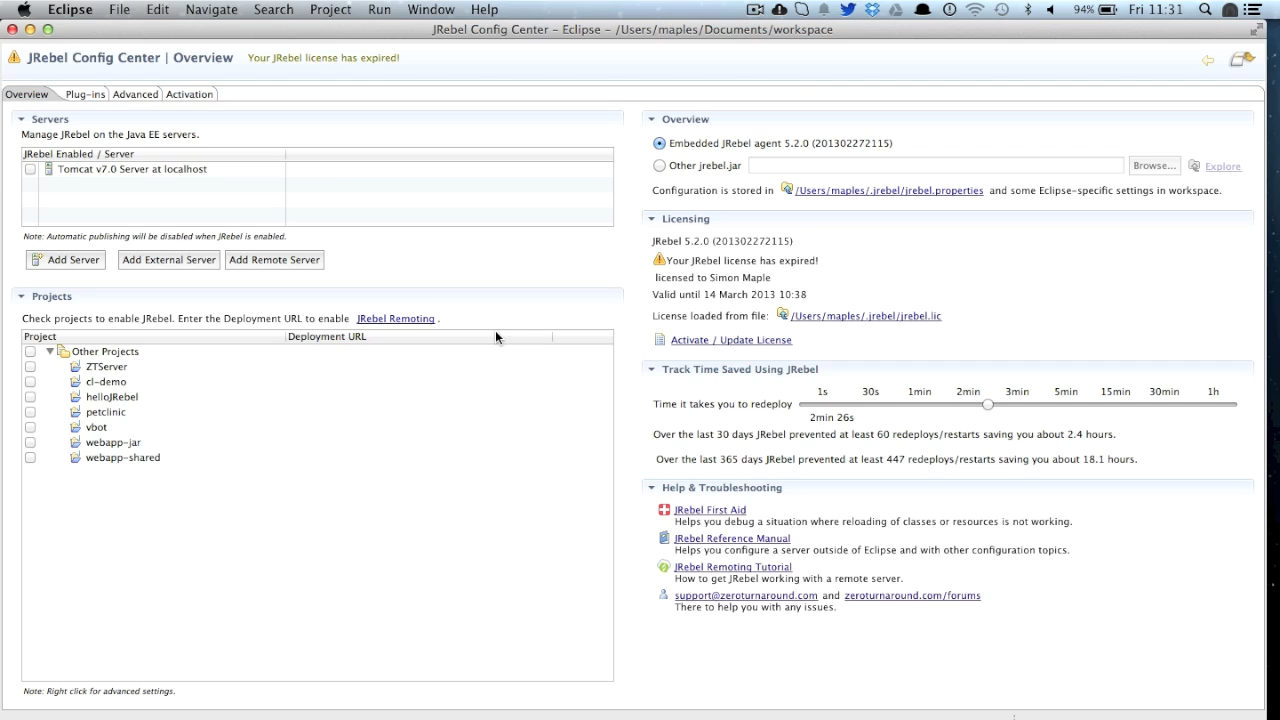 Eclipse File Edit Navigate Search Project Run Window Help 94% Fri 11:31
JRebel Config Center - Eclipse - /Users/maples/Documents/workspace
JRebel Config Center | Overview Your JRebel license has expired!
Overview Plug-ins Advanced Activation
Servers
Manage JRebel on the Java EE servers.
JRebel Enabled / Server
Tomcat v7.0 Server at localhost
Note: Automatic publishing will be disabled when JRebel is enabled.
Add Server Add External Server Add Remote Server
Projects
Check projects to enable JRebel. Enter the Deployment URL to enable JRebel Remoting .
Project Deployment URL
Other Projects
ZTServer
cl-demo
helloJRebel
petclinic
vbot
webapp-jar
webapp-shared
Note: Right click for advanced settings.
Overview
Embedded JRebel agent 5.2.0 (201302272115)
Other jrebel.jar Browse... Explore
Configuration is stored in /Users/maples/.jrebel/jrebel.properties and some Eclipse-specific settings in workspace.
Licensing
JRebel 5.2.0 (201302272115)
Your JRebel license has expired!
licensed to Simon Maple
Valid until 14 March 2013 10:38
License loaded from file: /Users/maples/.jrebel/jrebel.lic
Activate / Update License
Track Time Saved Using JRebel
1s 30s 1min 2min 3min 5min 15min 30min 1h
Time it takes you to redeploy
2min 26s
Over the last 30 days JRebel prevented at least 60 redeploys/restarts saving you about 2.4 hours.
Over the last 365 days JRebel prevented at least 447 redeploys/restarts saving you about 18.1 hours.
Help & Troubleshooting
JRebel First Aid
Helps you debug a situation where reloading of classes or resources is not working.
JRebel Reference Manual
Helps you configure a server outside of Eclipse and with other configuration topics.
JRebel Remoting Tutorial
How to get JRebel working with a remote server.
support@zeroturnaround.com and zeroturnaround.com/forums
There to help you with any issues.